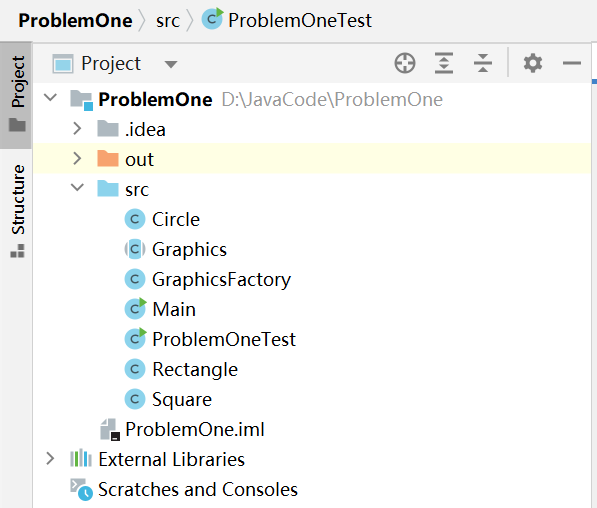 ProblemOne src ProblemOneTest
Project
Project
Structure
ProblemOne D:\JavaCode\ProblemOne
.idea
out
src
Circle
Graphics
GraphicsFactory
Main
ProblemOneTest
Rectangle
Square
ProblemOne.iml
External Libraries
Scratches and Consoles